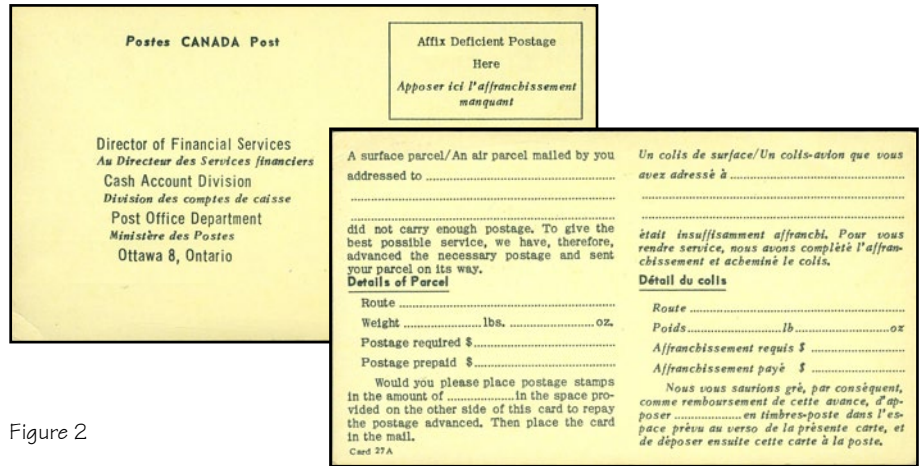 Postes CANADA Post
Affix Deficient Postage
Here
Apposer ici l'affranchissement
manquant
Director of Financial Services
Au Directeur des Services financiers
Cash Account Division
Division des comptes de caisse
Post Office Department
Ministère des Postes
Ottawa 8, Ontario
A surface parcel/An air parcel mailed by you
addressed to
did not carry enough postage. To give the
best possible service, we have, therefore,
advanced the necessary postage and sent
your parcel on its way.
Details of Parcel
Route
Weight ............lbs. ............oz.
Postage required $
Postage prepaid $
Would you please place postage stamps
in the amount of ............in the space pro-
vided on the other side of this card to repay
the postage advanced. Then place the card
in the mail.
Card 27A
Un colis de surface/Un colis-avion que vous
avez adressé à
était insuffisamment affranchi. Pour vous
rendre service, nous avons complété l'affran-
chissement et acheminé le colis.
Détail du colis
Route
Poids............lb ............oz
Affranchissement requis $
Affranchissement payé $
Nous vous saurions gré, par conséquent,
comme remboursement de cette avance, d'ap-
poser ............en timbres-poste dans l'es-
pace prévu au verso de la présente carte, et
de déposer ensuite cette carte à la poste.
Figure 2